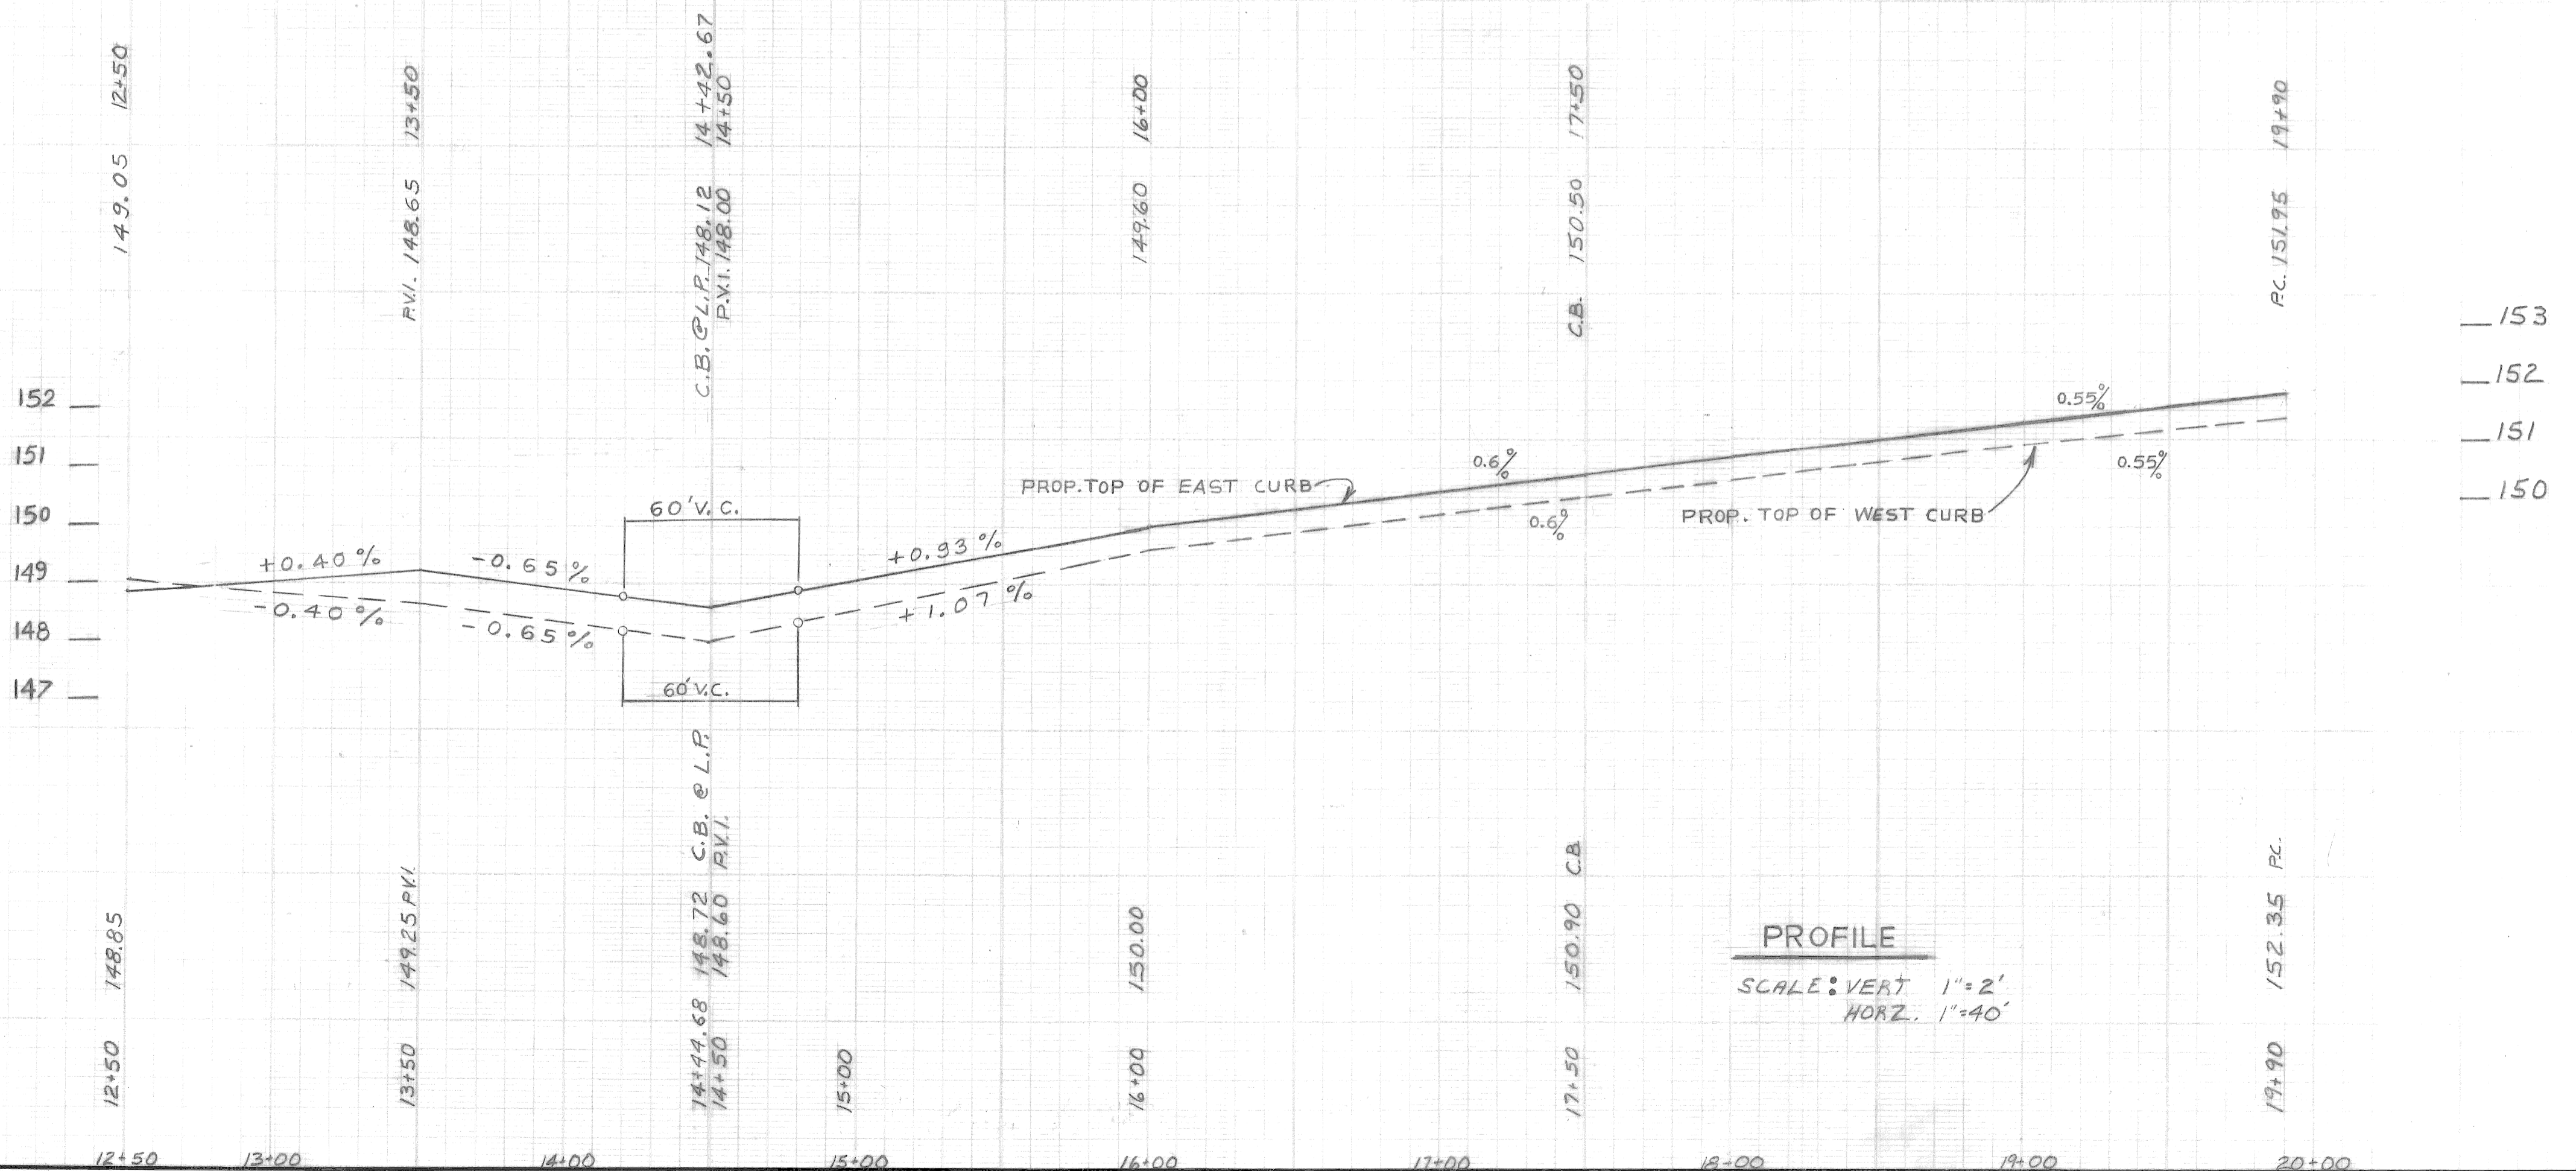 149.05 12+50
P.V.I. 148.65 13+50
C.B. @ L.P. 148.12 14+42.67
P.V.I. 148.00 14+50
149.60 16+00
C.B. 150.50 17+50
P.C. 151.95 19+90
152
151
150
149
148
147
153
152
151
150
+0.40%
-0.40%
-0.65%
-0.65%
60' V.C.
60' V.C.
+0.93%
+1.07%
PROP. TOP OF EAST CURB
0.6%
0.6%
PROP. TOP OF WEST CURB
0.55%
0.55%
12+50 148.85
13+50 149.25 P.V.I.
14+44.68 148.72 C.B. @ L.P.
14+50 148.60 P.V.I.
15+00
16+00 150.00
17+50 150.90 C.B.
19+90 152.35 P.C.
PROFILE
SCALE: VERT 1"=2'
HORZ. 1"=40'
12+50 13+00 14+00 15+00 16+00 17+00 18+00 19+00 20+00